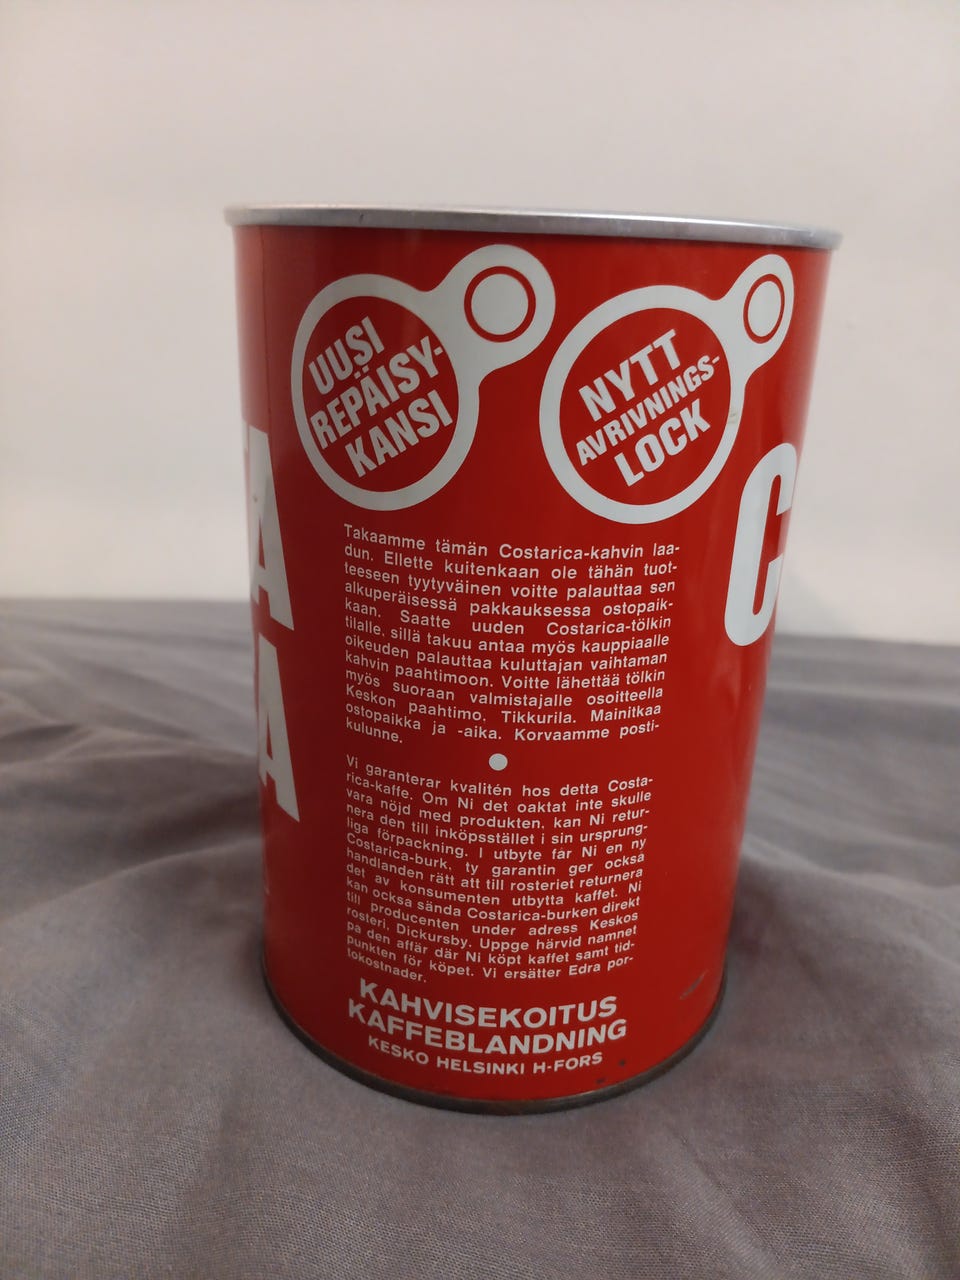 UUSI
REPÄISY-
KANSI
NYTT
AVRIVNINGS-
LOCK
Takaamme tämän Costarica-kahvin laa-
dun. Ellette kuitenkaan ole tähän tuot-
teeseen tyytyväinen voitte palauttaa sen
alkuperäisessä pakkauksessa ostopaik-
kaan. Saatte uuden Costarica-tölkin
tilalle, sillä takuu antaa myös kauppiaalle
oikeuden palauttaa kuluttajan vaihtaman
kahvin paahtimoon. Voitte lähettää tölkin
myös suoraan valmistajalle osoitteella
Keskon paahtimo, Tikkurila. Mainitkaa
ostopaikka ja -aika. Korvaamme posti-
kulunne.
Vi garanterar kvalitén hos detta Costa-
rica-kaffe. Om Ni det oaktat inte skulle
vara nöjd med produkten, kan Ni retur-
nera den till inköpsstället i sin ursprung-
liga förpackning. I utbyte får Ni en ny
Costarica-burk, ty garantin ger också
handlanden rätt att till rosteriet returnera
det av konsumenten utbytta kaffet. Ni
kan också sända Costarica-burken direkt
till producenten under adress Keskos
rosteri, Dickursby. Uppge härvid namnet
pa den affär där Ni köpt kaffet samt tid-
punkten för köpet. Vi ersätter Edra por-
tokostnader.
KAHVISEKOITUS
KAFFEBLANDNING
KESKO HELSINKI H-FORS
A
A
C